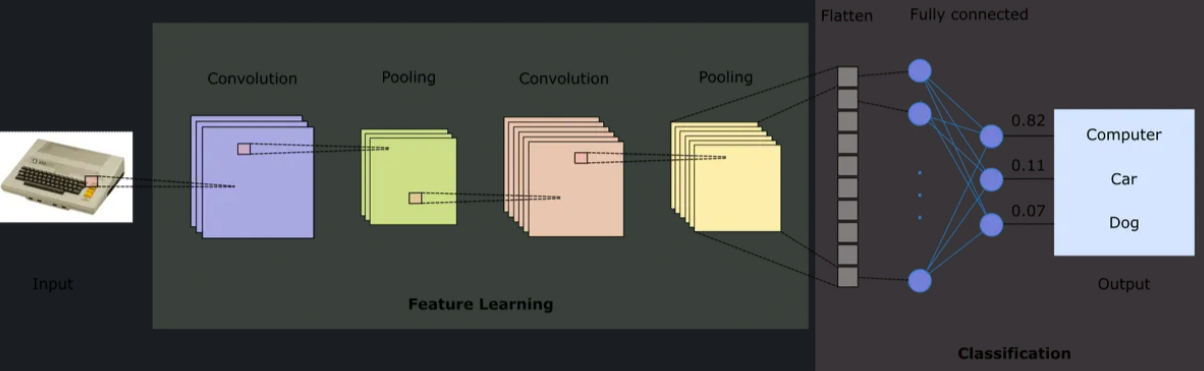 Flatten
Fully connected
Convolution
Pooling
Convolution
Pooling
0.82
Computer
0.11
Car
0.07
Dog
Input
Output
Feature Learning
Classification